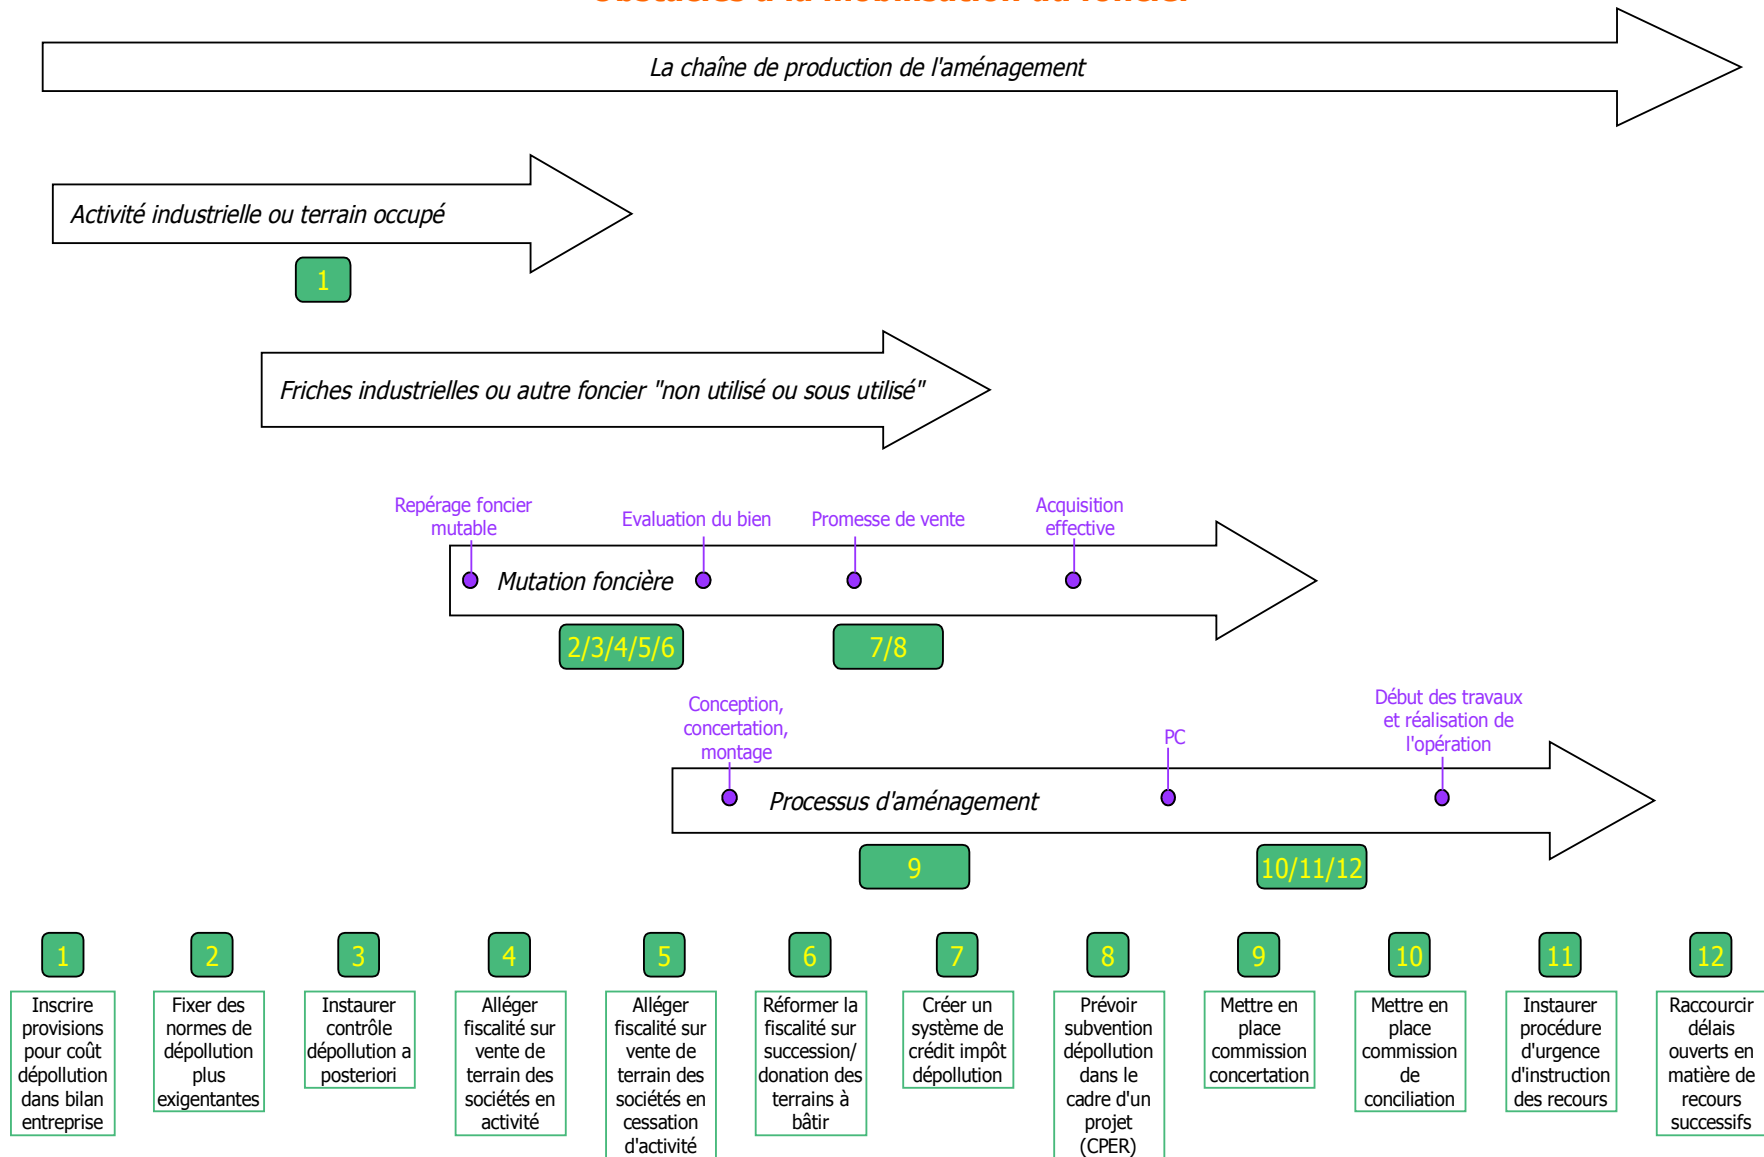 Obstacles à la mobilisation du foncier
La chaîne de production de l'aménagement
Activité industrielle ou terrain occupé
1
Friches industrielles ou autre foncier "non utilisé ou sous utilisé"
Repérage foncier
mutable
Evaluation du bien
Promesse de vente
Acquisition
effective
Mutation foncière
2/3/4/5/6
7/8
Conception,
concertation,
montage
PC
Début des travaux
et réalisation de
l'opération
Processus d'aménagement
9
10/11/12
1
Inscrire
provisions
pour coût
dépollution
dans bilan
entreprise
2
Fixer des
normes de
dépollution
plus
exigentantes
3
Instaurer
contrôle
dépollution a
posteriori
4
Alléger
fiscalité sur
vente de
terrain des
sociétés en
activité
5
Alléger
fiscalité sur
vente de
terrain des
sociétés en
cessation
d'activité
6
Réformer la
fiscalité sur
succession/
donation des
terrains à
bâtir
7
Créer un
système de
crédit impôt
dépollution
8
Prévoir
subvention
dépollution
dans le
cadre d'un
projet
(CPER)
9
Mettre en
place
commission
concertation
10
Mettre en
place
commission
de
conciliation
11
Instaurer
procédure
d'urgence
d'instruction
des recours
12
Raccourcir
délais
ouverts en
matière de
recours
successifs